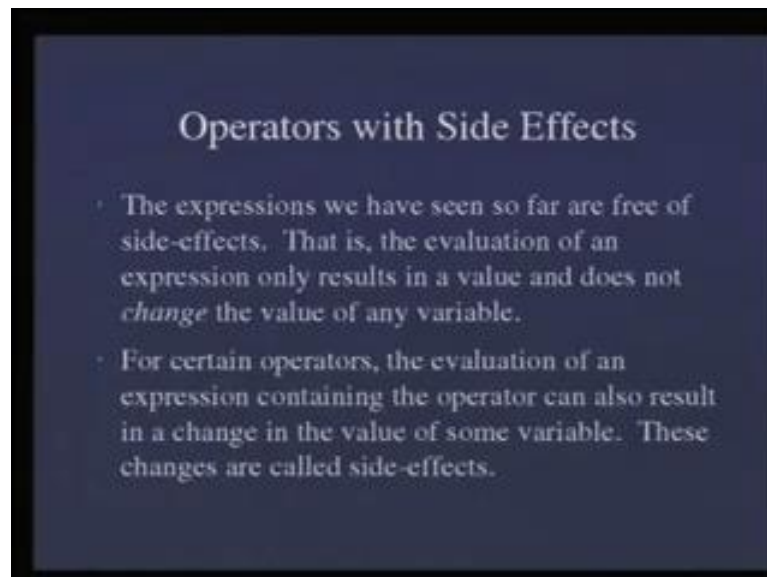 Operators with Side Effects
The expressions we have seen so far are free of
side-effects. That is, the evaluation of an
expression only results in a value and does not
change the value of any variable.
For certain operators, the evaluation of an
expression containing the operator can also result
in a change in the value of some variable. These
changes are called side-effects.